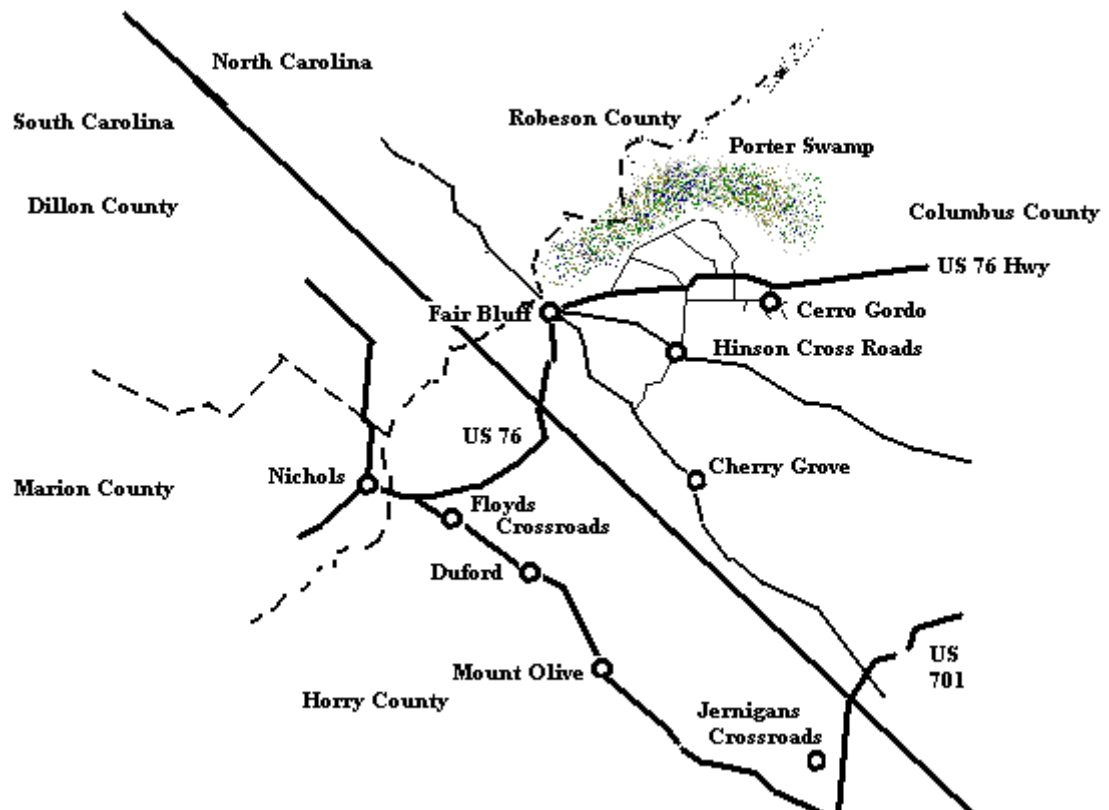 North Carolina
South Carolina
Robeson County
Porter Swamp
Dillon County
Columbus County
US 76 Hwy
Fair Bluff
Cerro Gordo
Hinson Cross Roads
US 76
Cherry Grove
Nichols
Marion County
Floyds
Crossroads
Duford
US
701
Mount Olive
Horry County
Jernigans
Crossroads